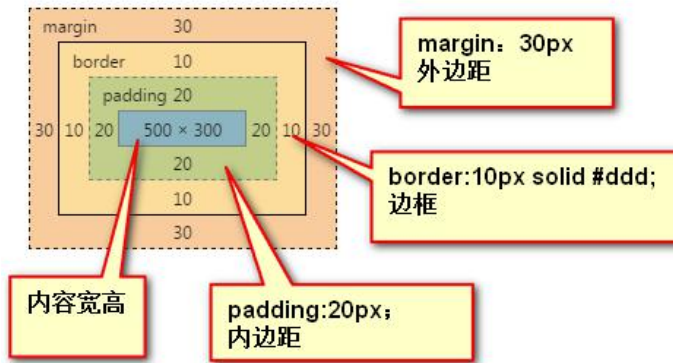 margin 30
border 10
padding 20
30 10 20 500 × 300 20 10 30
20
10
30
margin：30px
外边距
border:10px solid #ddd;
边框
内容宽高
padding:20px；
内边距